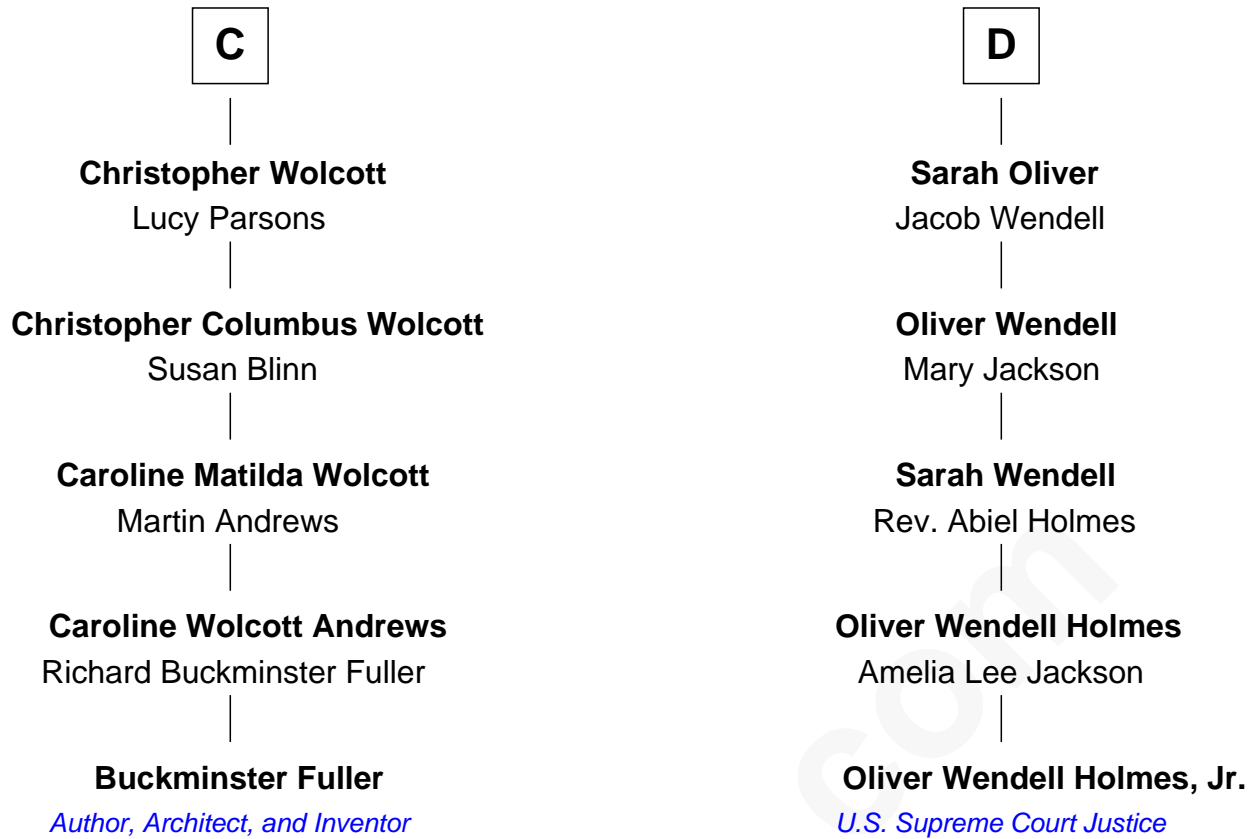 C
Christopher Wolcott
Lucy Parsons
Christopher Columbus Wolcott
Susan Blinn
Caroline Matilda Wolcott
Martin Andrews
Caroline Wolcott Andrews
Richard Buckminster Fuller
Buckminster Fuller
Author, Architect, and Inventor
D
Sarah Oliver
Jacob Wendell
Oliver Wendell
Mary Jackson
Sarah Wendell
Rev. Abiel Holmes
Oliver Wendell Holmes
Amelia Lee Jackson
Oliver Wendell Holmes, Jr.
U.S. Supreme Court Justice
com